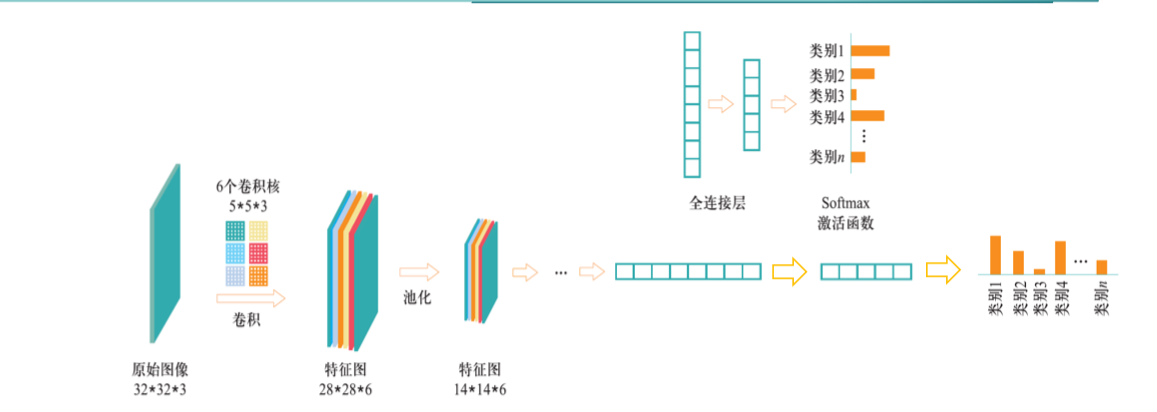 6个卷积核
5*5*3
卷积
原始图像
32*32*3
特征图
28*28*6
池化
特征图
14*14*6
...
全连接层
类别1
类别2
类别3
类别4
⋮
类别n
Softmax
激活函数
类别1
类别2
类别3
类别4
...
类别n